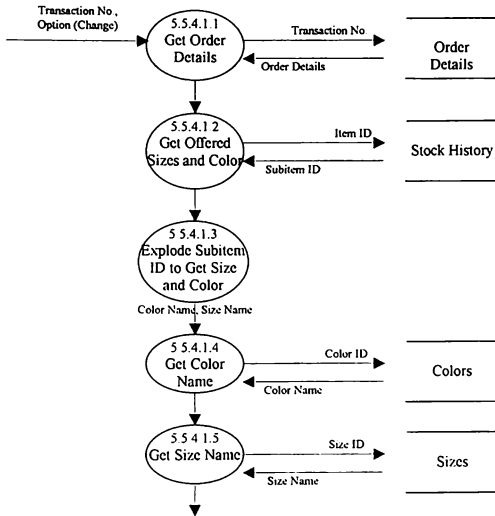 Transaction No.,
Option (Change)
5.5.4.1.1
Get Order
Details
Transaction No
Order Details
Order
Details
5.5.4.1 2
Get Offered
Sizes and Color
Item ID
Subitem ID
Stock History
5 5.4.1.3
Explode Subitem
ID to Get Size
and Color
Color Name, Size Name
5 5.4.1.4
Get Color
Name
Color ID
Color Name
Colors
5 5 4 1.5
Get Size Name
Size ID
Size Name
Sizes